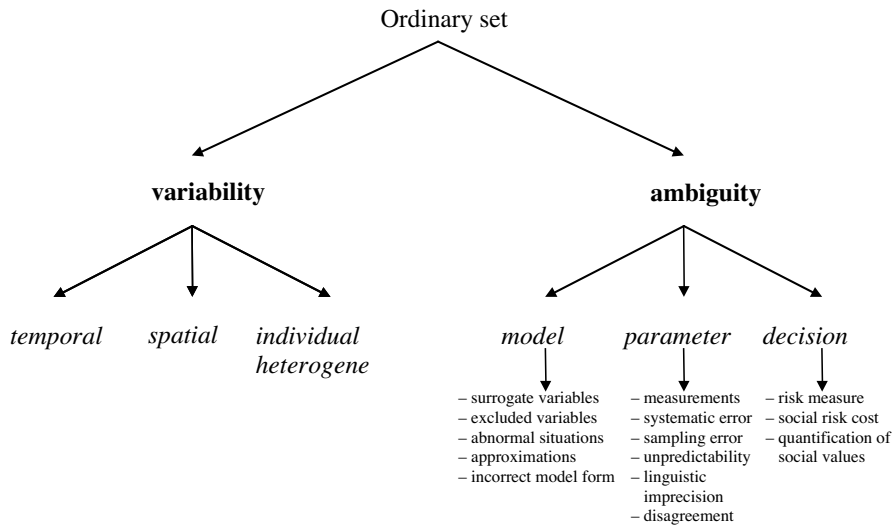 Ordinary set
variability
ambiguity
temporal
spatial
individual
heterogene
model
parameter
decision
– surrogate variables
– excluded variables
– abnormal situations
– approximations
– incorrect model form
– measurements
– systematic error
– sampling error
– unpredictability
– linguistic
imprecision
– disagreement
– risk measure
– social risk cost
– quantification of
social values